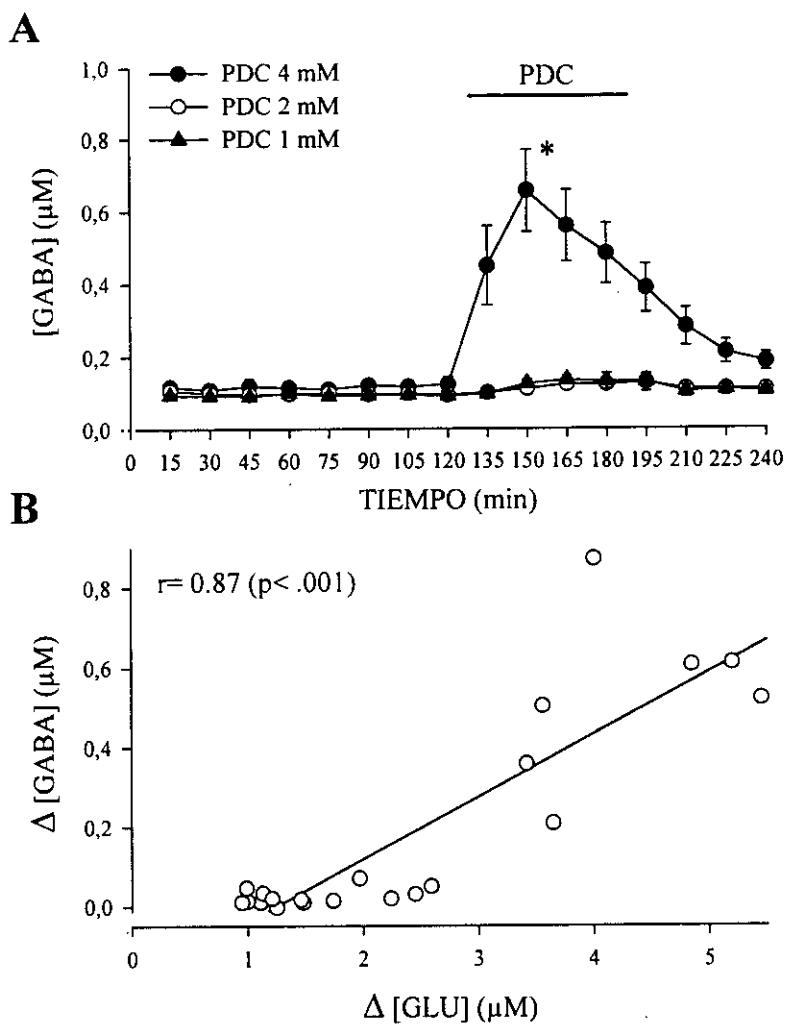 A
1,0
0,8
0,6
0,4
0,2
0,0
[GABA] (µM)
PDC 4 mM
PDC 2 mM
PDC 1 mM
PDC
*
0 15 30 45 60 75 90 105 120 135 150 165 180 195 210 225 240
TIEMPO (min)
B
r= 0.87 (p< .001)
0,8
0,6
0,4
0,2
0,0
Δ [GABA] (µM)
0 1 2 3 4 5
Δ [GLU] (µM)